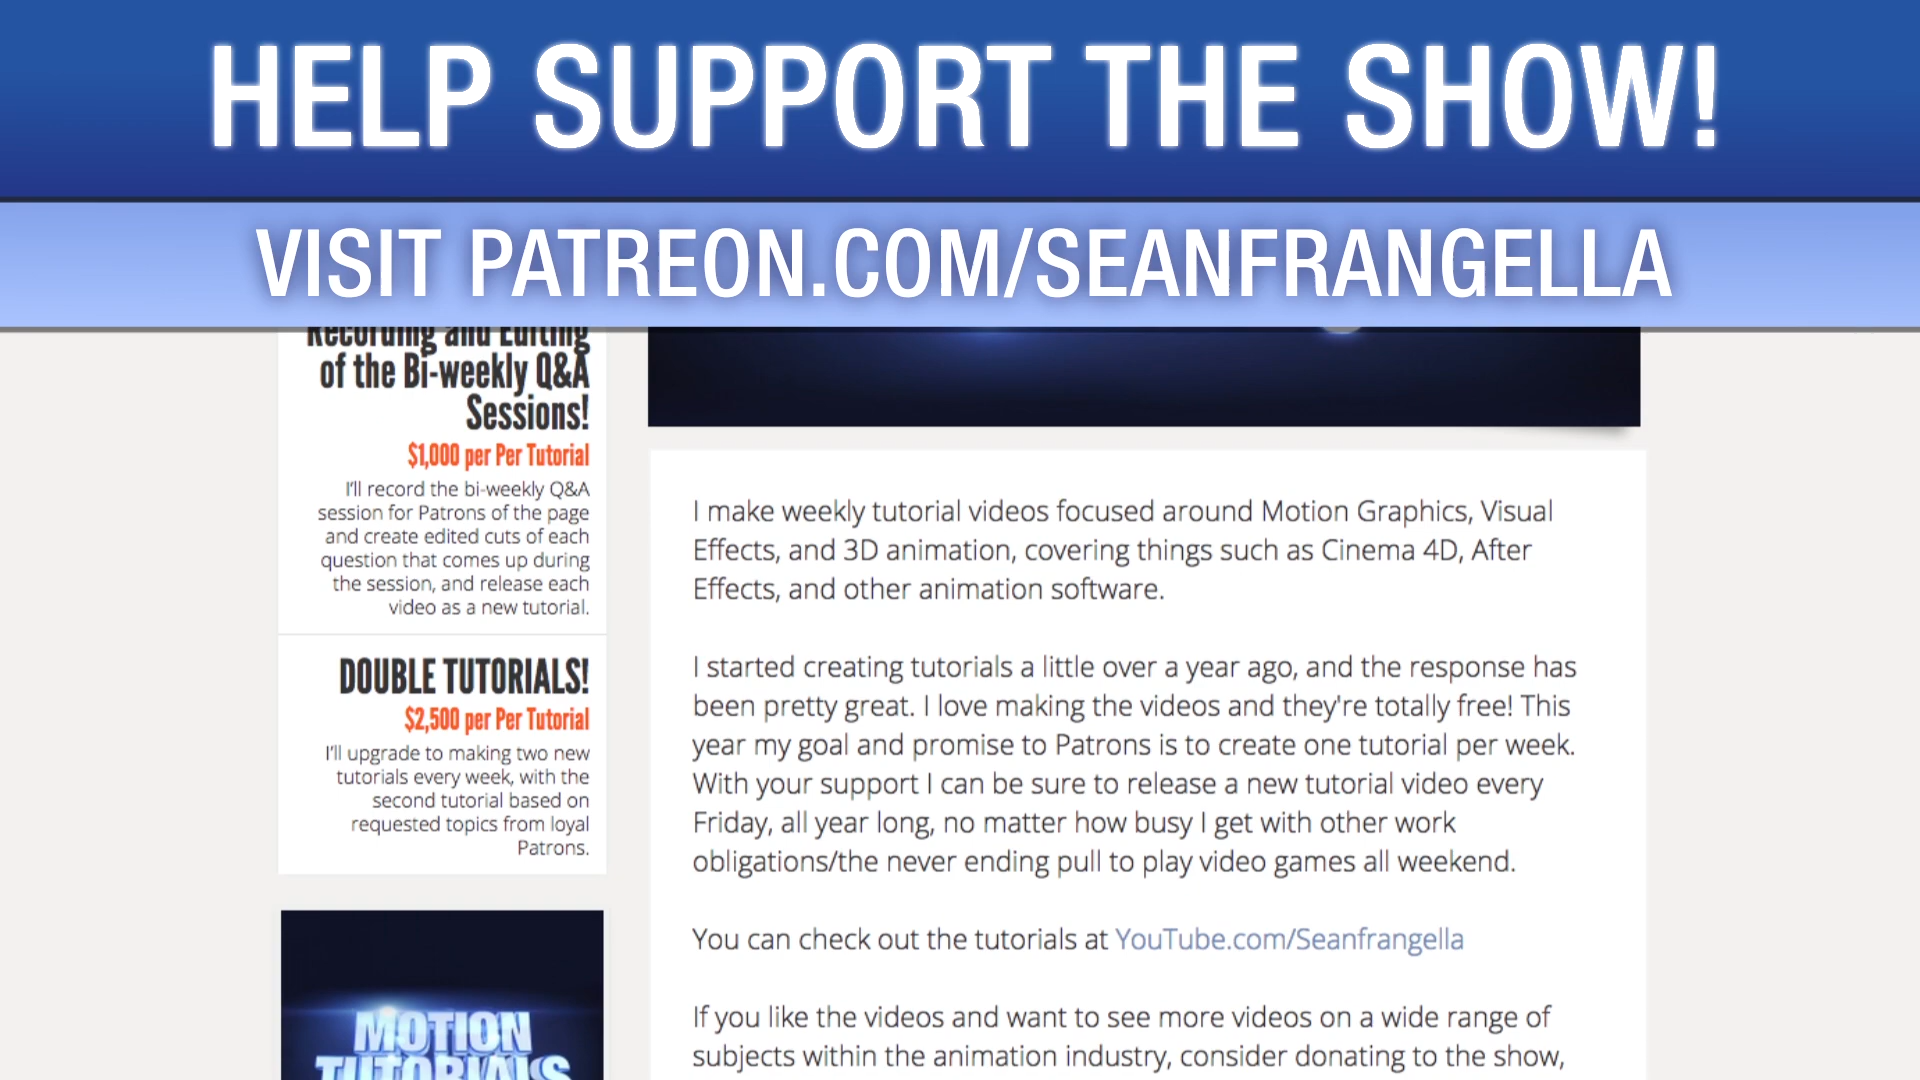 HELP SUPPORT THE SHOW!
VISIT PATREON.COM/SEANFRANGELLA
Recording and Editing
of the Bi-weekly Q&A
Sessions!
$1,000 per Per Tutorial
I'll record the bi-weekly Q&A
session for Patrons of the page
and create edited cuts of each
question that comes up during
the session, and release each
video as a new tutorial.
DOUBLE TUTORIALS!
$2,500 per Per Tutorial
I'll upgrade to making two new
tutorials every week, with the
second tutorial based on
requested topics from loyal
Patrons.
MOTION
TUTORIALS
I make weekly tutorial videos focused around Motion Graphics, Visual
Effects, and 3D animation, covering things such as Cinema 4D, After
Effects, and other animation software.
I started creating tutorials a little over a year ago, and the response has
been pretty great. I love making the videos and they're totally free! This
year my goal and promise to Patrons is to create one tutorial per week.
With your support I can be sure to release a new tutorial video every
Friday, all year long, no matter how busy I get with other work
obligations/the never ending pull to play video games all weekend.
You can check out the tutorials at YouTube.com/Seanfrangella
If you like the videos and want to see more videos on a wide range of
subjects within the animation industry, consider donating to the show,